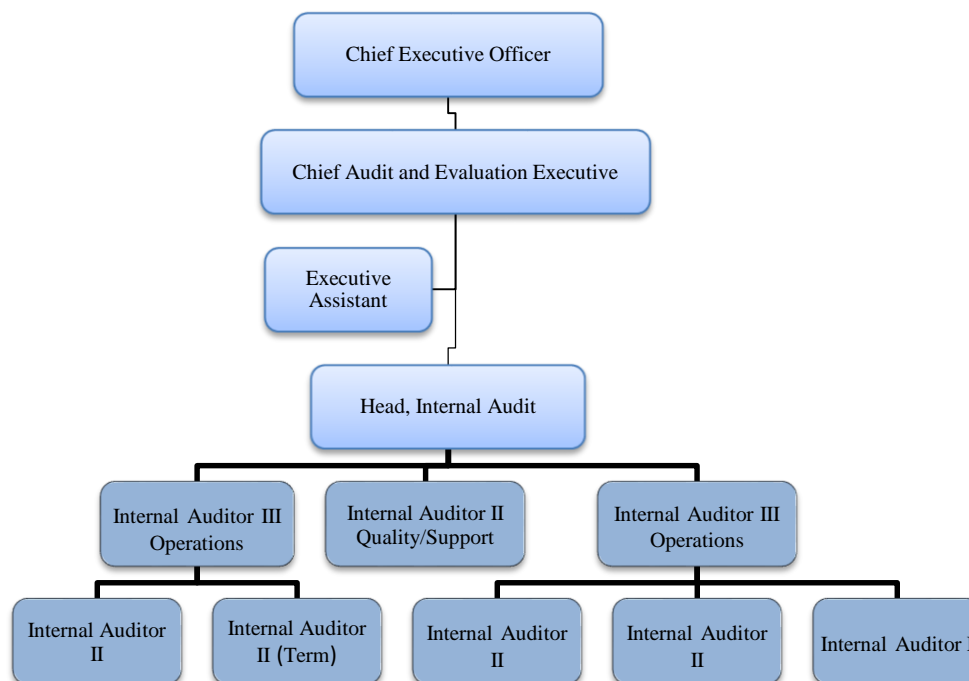 Chief Executive Officer
Chief Audit and Evaluation Executive
Executive
Assistant
Head, Internal Audit
Internal Auditor III
Operations
Internal Auditor II
Quality/Support
Internal Auditor III
Operations
Internal Auditor
II
Internal Auditor
II (Term)
Internal Auditor
II
Internal Auditor
II
Internal Auditor